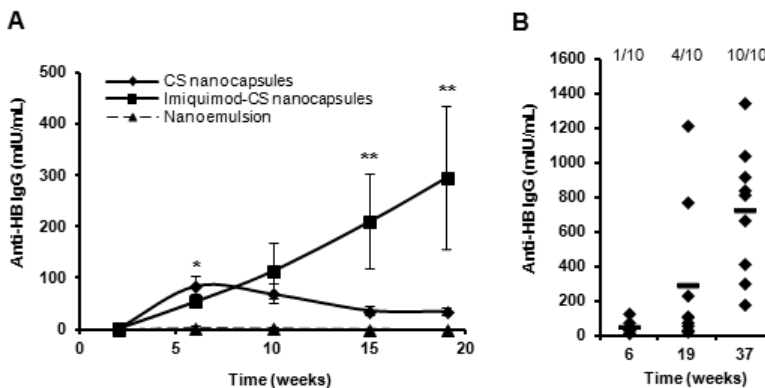 A
Anti-HB IgG (mIU/mL)
500
400
300
200
100
0
CS nanocapsules
Imiquimod-CS nanocapsules
Nanoemulsion
*
**
**
0
5
10
15
20
Time (weeks)
B
1/10 4/10 10/10
Anti-HB IgG (mIU/mL)
1600
1400
1200
1000
800
600
400
200
0
6 19 37
Time (weeks)